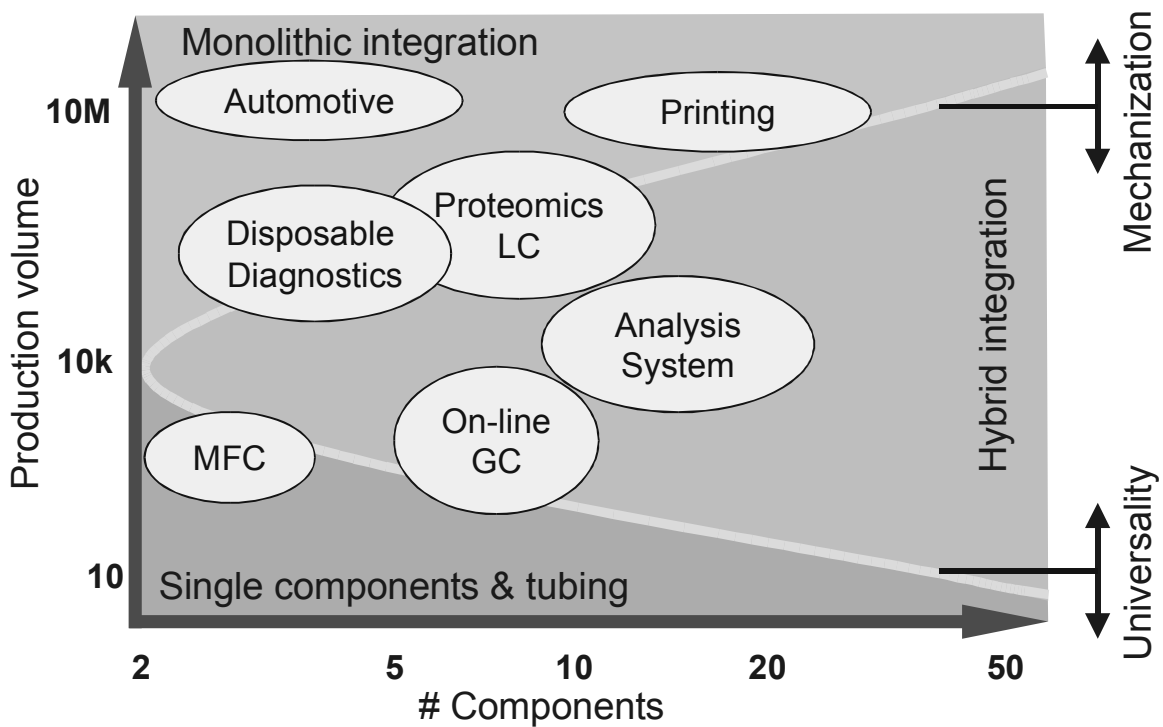 Monolithic integration
Automotive
Printing
10M
Mechanization
Proteomics
LC
Disposable
Diagnostics
Production volume
Analysis
System
10k
Hybrid integration
On-line
GC
MFC
Universality
10
Single components & tubing
2
5
10
20
50
# Components